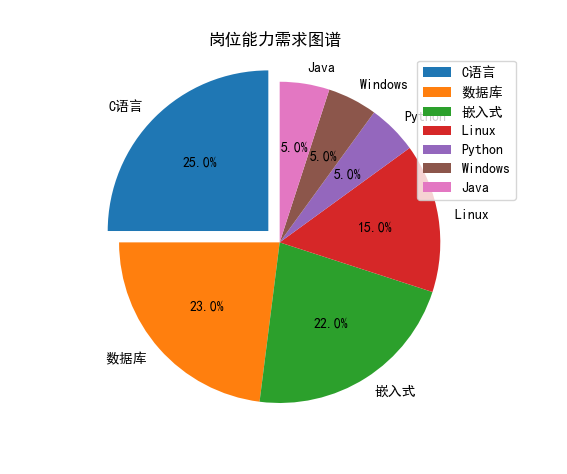 岗位能力需求图谱
C语言
25.0%
数据库
23.0%
嵌入式
22.0%
Linux
15.0%
Python
5.0%
Windows
5.0%
Java
5.0%
C语言
数据库
嵌入式
Linux
Python
Windows
Java